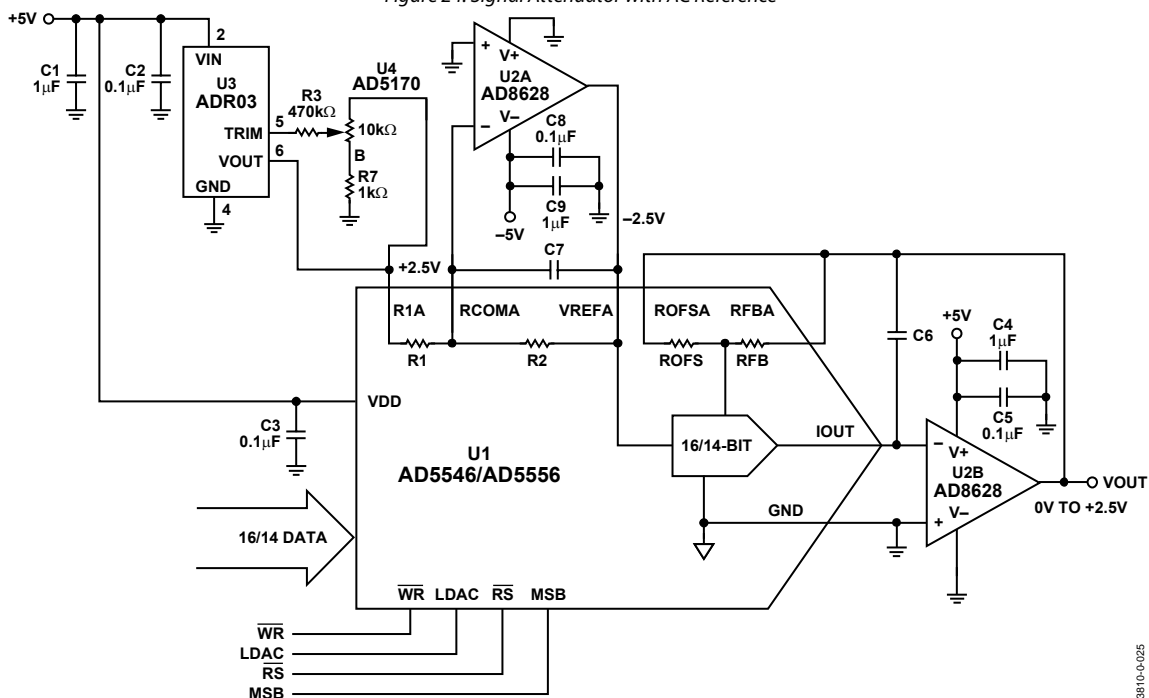 Figure 24. Signal Attenuator with AC Reference
+5V
2
VIN
U3
ADR03
TRIM
5
VOUT
6
GND
4
C1
1μF
C2
0.1μF
R3
470kΩ
U4
AD5170
10kΩ
B
R7
1kΩ
+
V+
U2A
AD8628
V–
–
C8
0.1μF
C9
1μF
–5V
–2.5V
C7
+2.5V
R1A
RCOMA
VREFA
ROFSA
RFBA
R1
R2
ROFS
RFB
C6
+5V
C4
1μF
C5
0.1μF
VDD
C3
0.1μF
U1
AD5546/AD5556
16/14-BIT
IOUT
GND
–
V+
U2B
AD8628
V–
+
VOUT
0V TO +2.5V
16/14 DATA
WR LDAC RS MSB
WR
LDAC
RS
MSB
3810-0-025